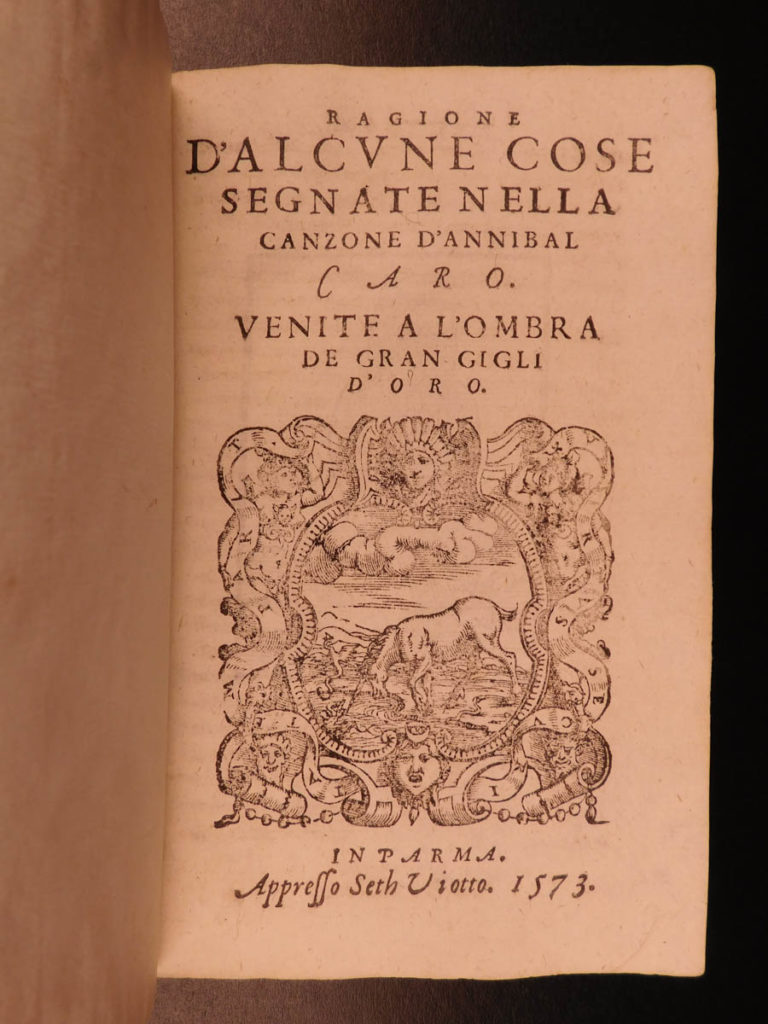 RAGIONE
D'ALCVNE COSE
SEGNATE NELLA
CANZONE D'ANNIBAL
CARO.
VENITE A L'OMBRA
DE GRAN GIGLI
D'ORO.
IN PARMA.
Appreſſo Seth Viotto. 1573.